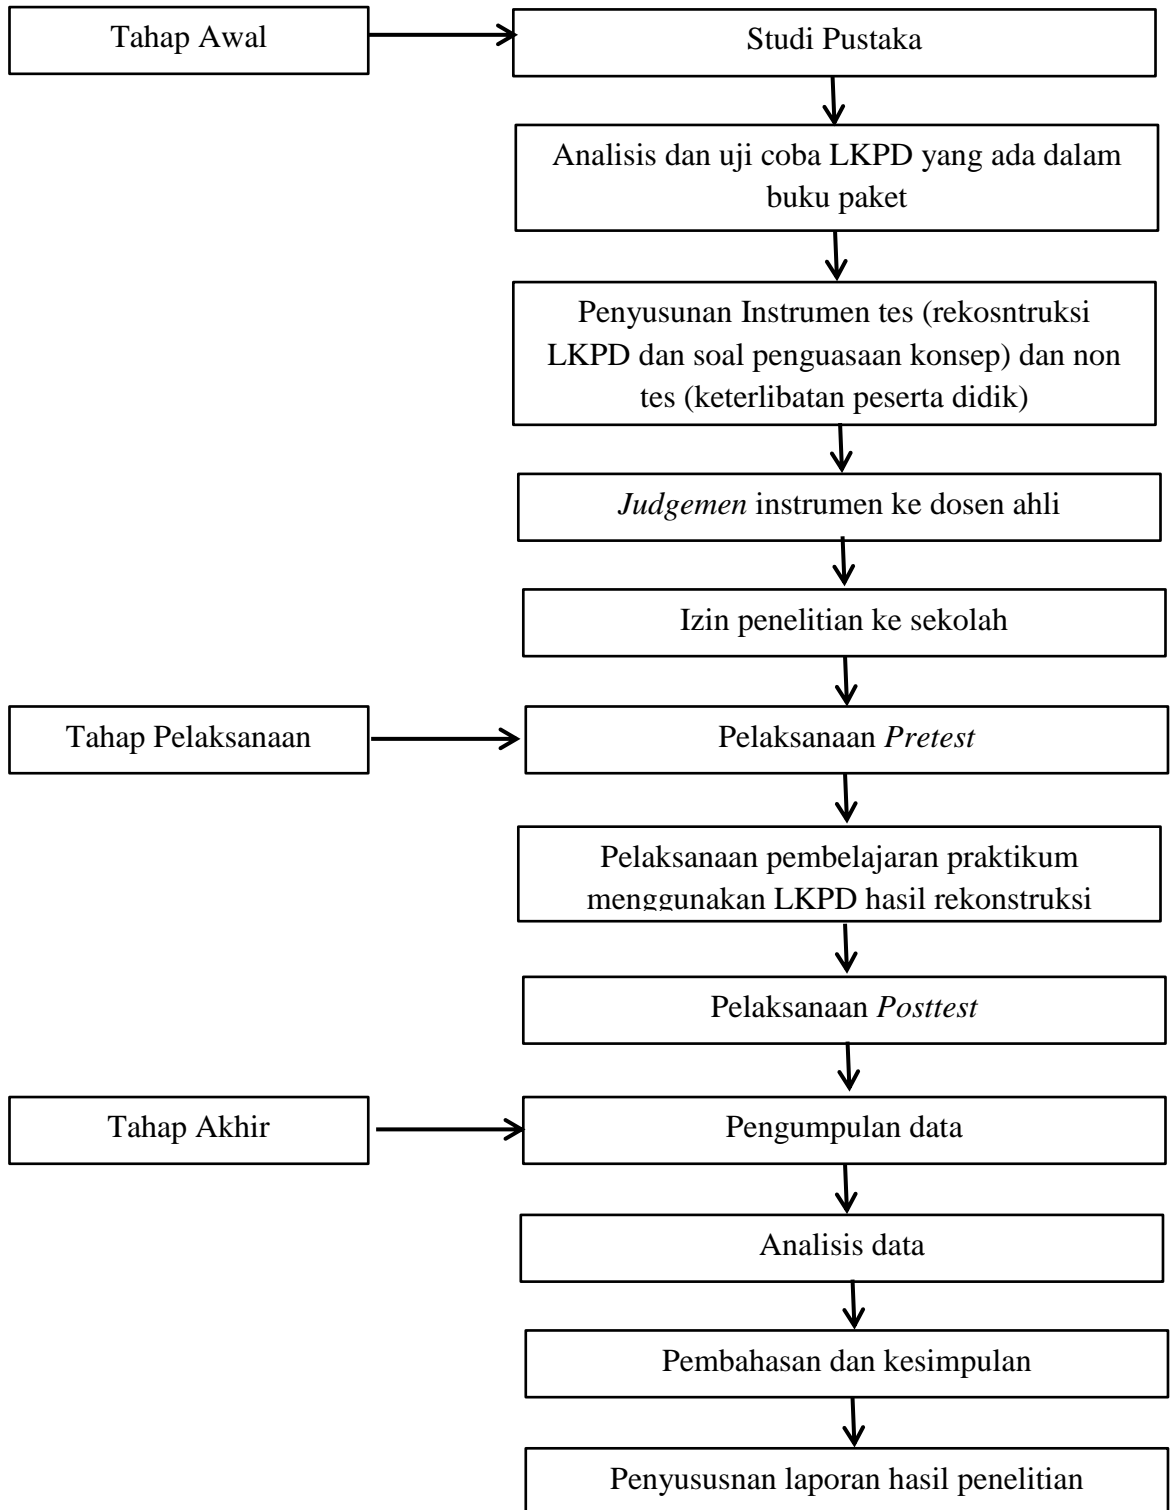 Tahap Awal
Studi Pustaka
Analisis dan uji coba LKPD yang ada dalam
buku paket
Penyusunan Instrumen tes (rekosntruksi
LKPD dan soal penguasaan konsep) dan non
tes (keterlibatan peserta didik)
Judgemen instrumen ke dosen ahli
Izin penelitian ke sekolah
Tahap Pelaksanaan
Pelaksanaan Pretest
Pelaksanaan pembelajaran praktikum
menggunakan LKPD hasil rekonstruksi
Pelaksanaan Posttest
Tahap Akhir
Pengumpulan data
Analisis data
Pembahasan dan kesimpulan
Penyususnan laporan hasil penelitian